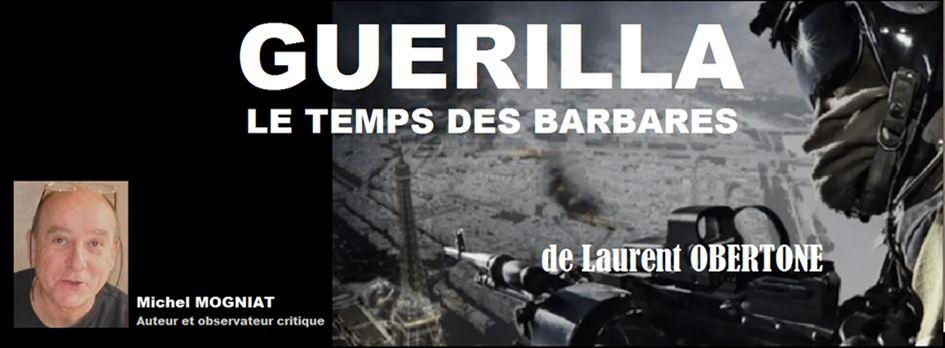 GUERILLA
LE TEMPS DES BARBARES
de Laurent OBERTONE
Michel MOGNIAT
Auteur et observateur critique